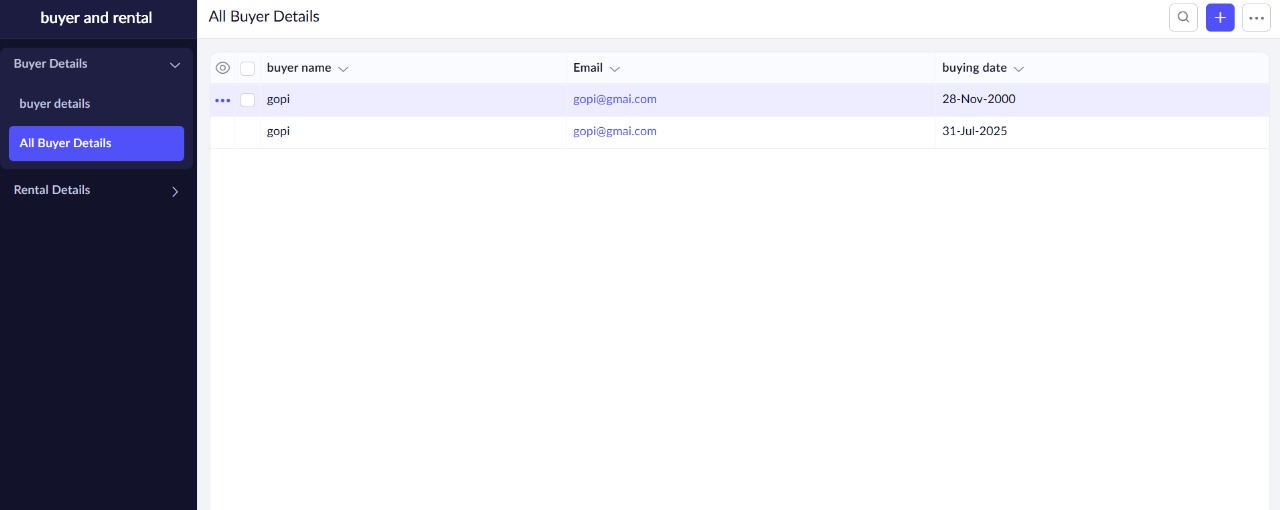 buyer and rental
All Buyer Details
Buyer Details
buyer details
All Buyer Details
Rental Details
buyer name Email buying date
gopi gopi@gmai.com 28-Nov-2000
gopi gopi@gmai.com 31-Jul-2025